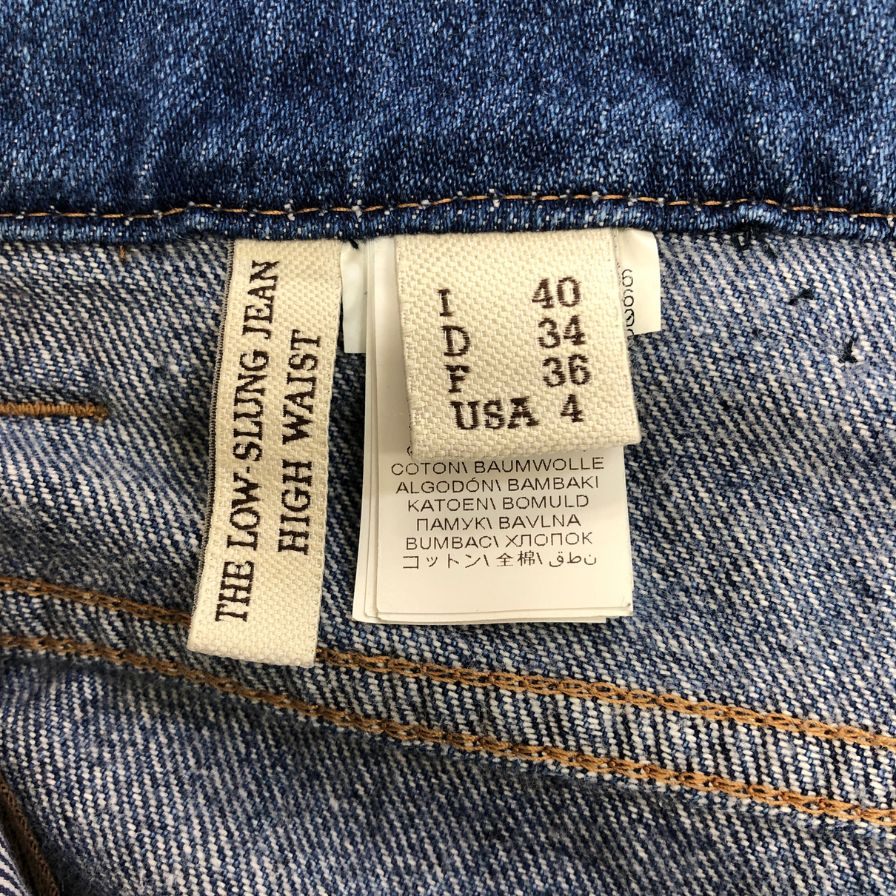 THE LOW-SLUNG JEAN
HIGH WAIST
I 40
D 34
F 36
USA 4
COTON\ BAUMWOLLE
ALGODÓN\ BAMBAKI
KATOEN\ BOMULD
ПАМУК\ BAVLNA
BUMBAC\ ХЛОПОК
コットン\ 全棉\ نطق